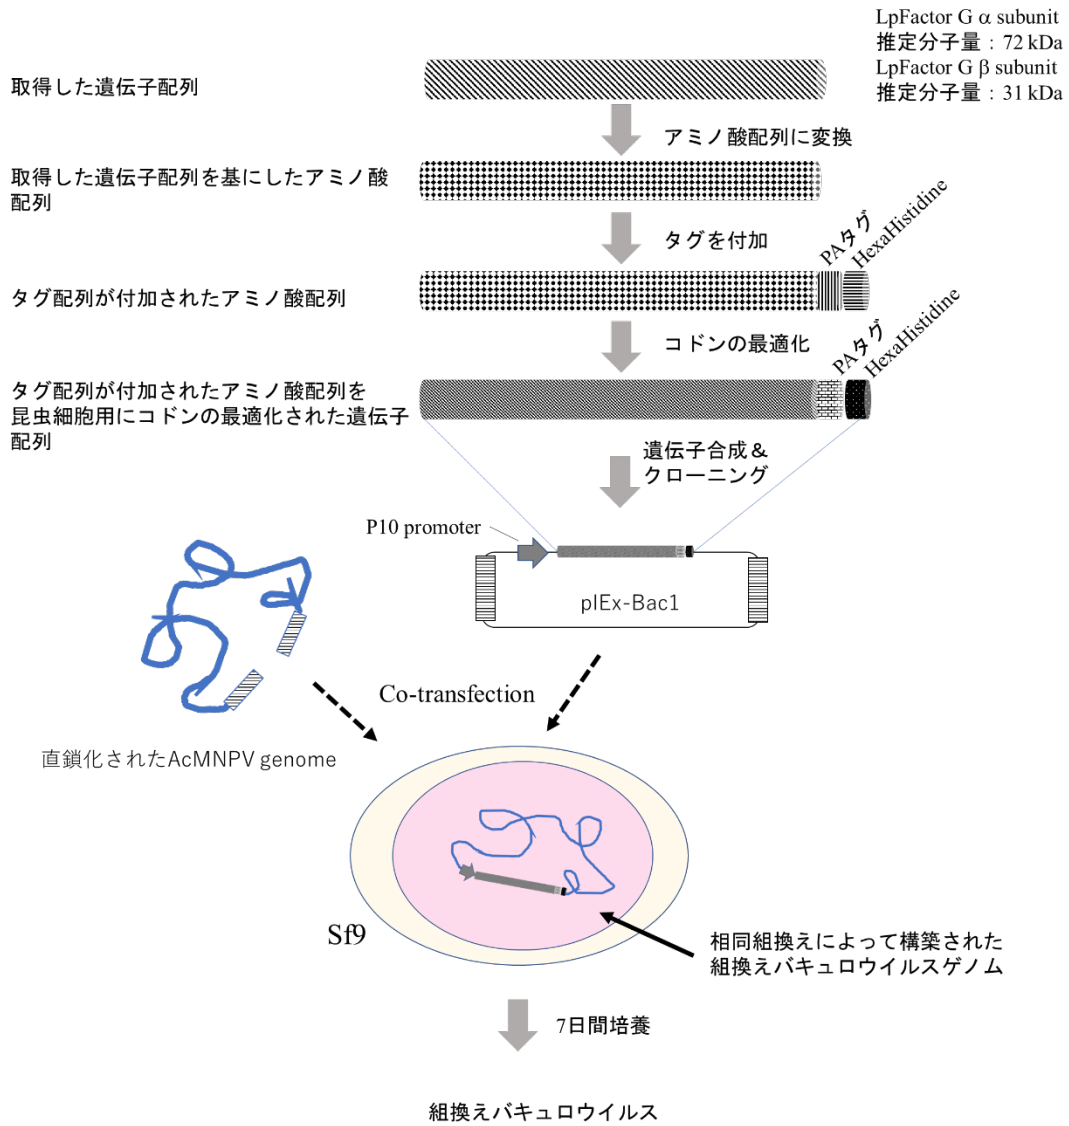 LpFactor G α subunit
推定分子量：72 kDa
LpFactor G β subunit
推定分子量：31 kDa
取得した遺伝子配列
アミノ酸配列に変換
取得した遺伝子配列を基にしたアミノ酸
配列
タグを付加
PAタグ
HexaHistidine
タグ配列が付加されたアミノ酸配列
コドンの最適化
PAタグ
HexaHistidine
タグ配列が付加されたアミノ酸配列を
昆虫細胞用にコドンの最適化された遺伝子
配列
遺伝子合成＆
クローニング
P10 promoter
pIEx-Bac1
Co-transfection
直鎖化されたAcMNPV genome
Sf9
相同組換えによって構築された
組換えバキュロウイルスゲノム
7日間培養
組換えバキュロウイルス